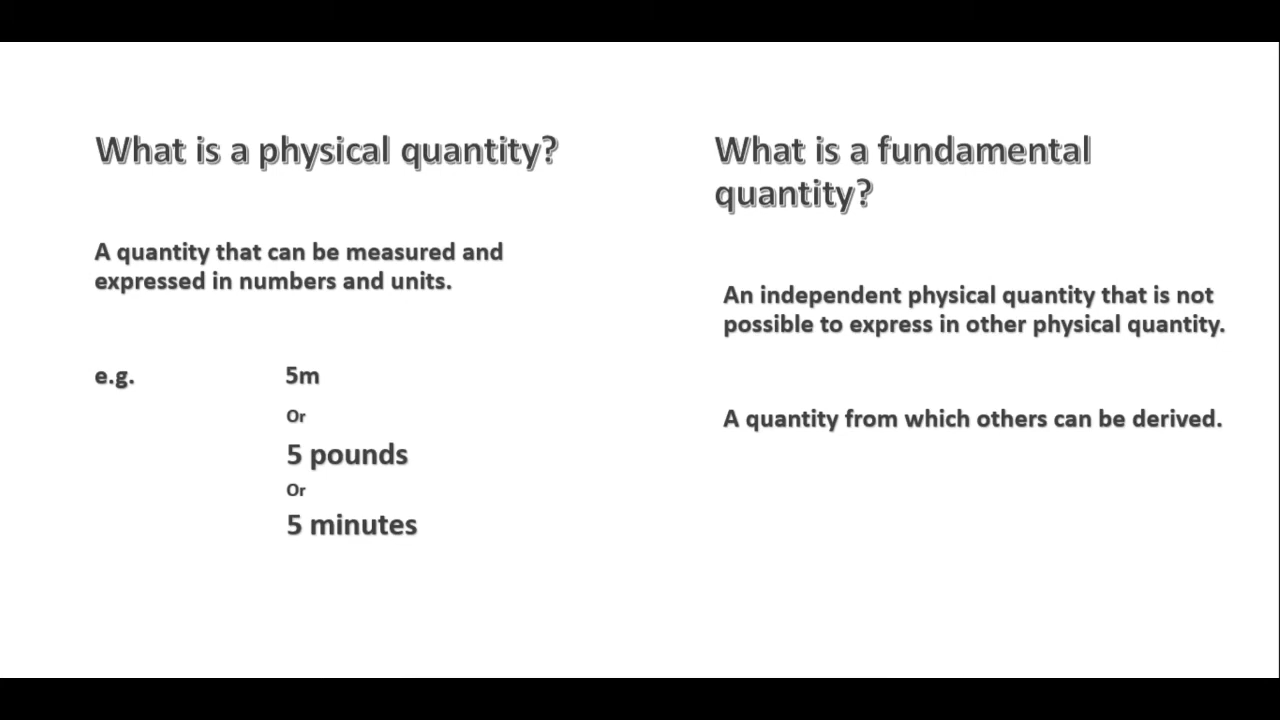 What is a physical quantity?
A quantity that can be measured and
expressed in numbers and units.
e.g. 5m
Or
5 pounds
Or
5 minutes
What is a fundamental
quantity?
An independent physical quantity that is not
possible to express in other physical quantity.
A quantity from which others can be derived.